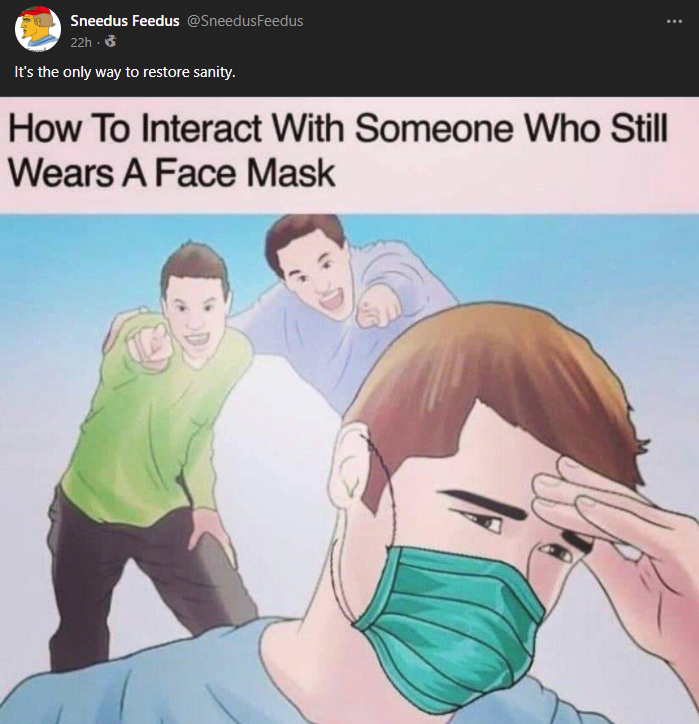 Sneedus Feedus @SneedusFeedus
22h ·
It's the only way to restore sanity.
How To Interact With Someone Who Still
Wears A Face Mask